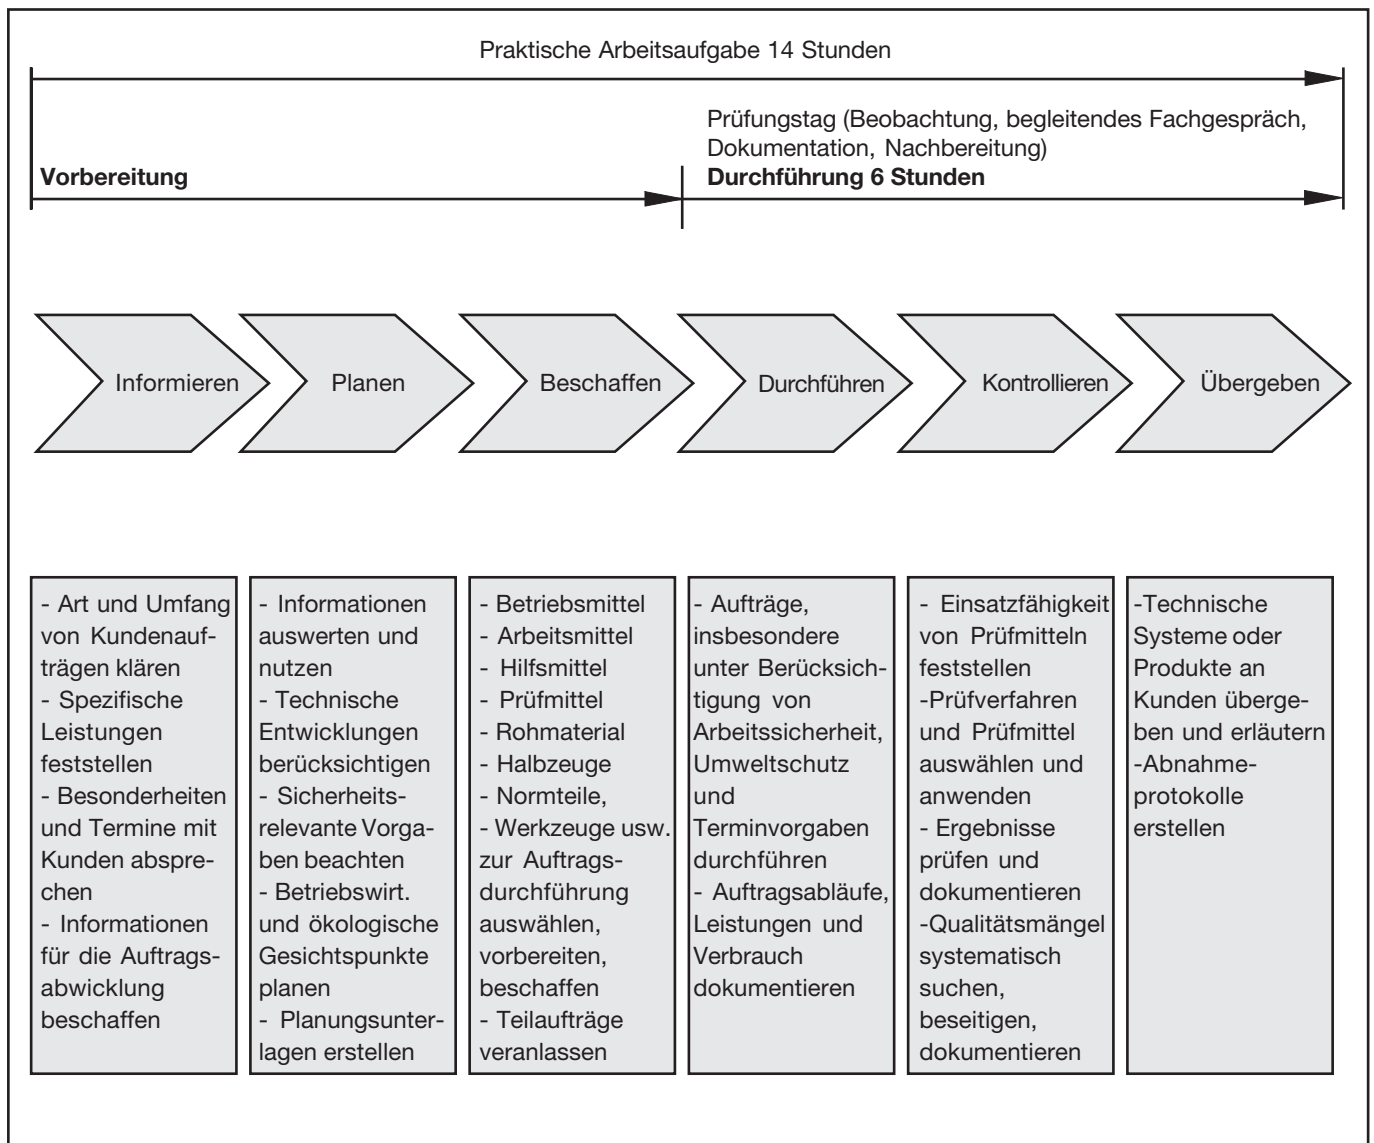 Praktische Arbeitsaufgabe 14 Stunden
Prüfungstag (Beobachtung, begleitendes Fachgespräch,
Dokumentation, Nachbereitung)
Vorbereitung
Durchführung 6 Stunden
Informieren
Planen
Beschaffen
Durchführen
Kontrollieren
Übergeben
- Art und Umfang
von Kundenauf-
trägen klären
- Spezifische
Leistungen
feststellen
- Besonderheiten
und Termine mit
Kunden abspre-
chen
- Informationen
für die Auftrags-
abwicklung
beschaffen
- Informationen
auswerten und
nutzen
- Technische
Entwicklungen
berücksichtigen
- Sicherheits-
relevante Vorga-
ben beachten
- Betriebswirt.
und ökologische
Gesichtspunkte
planen
- Planungsunter-
lagen erstellen
- Betriebsmittel
- Arbeitsmittel
- Hilfsmittel
- Prüfmittel
- Rohmaterial
- Halbzeuge
- Normteile,
- Werkzeuge usw.
zur Auftrags-
durchführung
auswählen,
vorbereiten,
beschaffen
- Teilaufträge
veranlassen
- Aufträge,
insbesondere
unter Berücksich-
tigung von
Arbeitssicherheit,
Umweltschutz
und
Terminvorgaben
durchführen
- Auftragsabläufe,
Leistungen und
Verbrauch
dokumentieren
- Einsatzfähigkeit
von Prüfmitteln
feststellen
-Prüfverfahren
und Prüfmittel
auswählen und
anwenden
- Ergebnisse
prüfen und
dokumentieren
-Qualitätsmängel
systematisch
suchen,
beseitigen,
dokumentieren
-Technische
Systeme oder
Produkte an
Kunden überge-
ben und erläutern
-Abnahme-
protokolle
erstellen